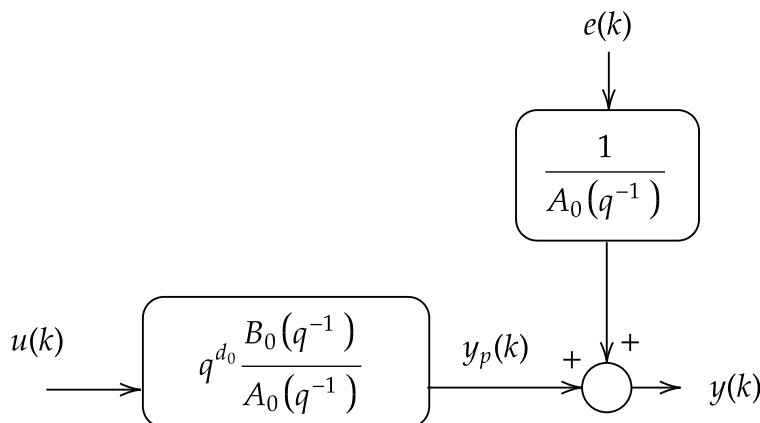 e(k)
1
A₀(q⁻¹)
+
u(k)
q^{d₀} B₀(q⁻¹)
A₀(q⁻¹)
yₚ(k)
+
y(k)